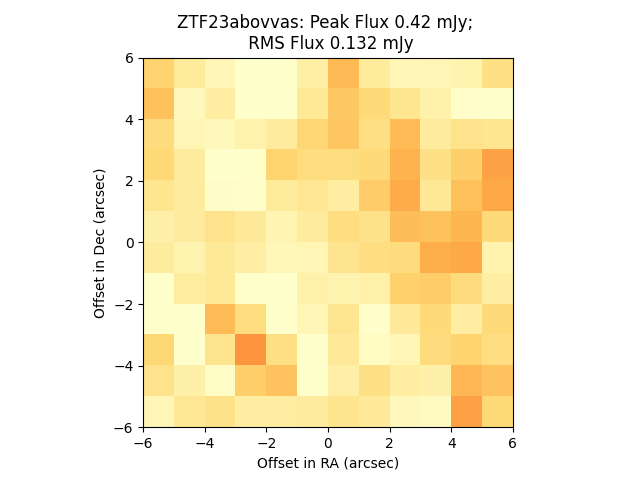 ZTF23abovvas: Peak Flux 0.42 mJy;
RMS Flux 0.132 mJy
6
4
2
0
−2
−4
−6
Offset in Dec (arcsec)
−6 −4 −2 0 2 4 6
Offset in RA (arcsec)